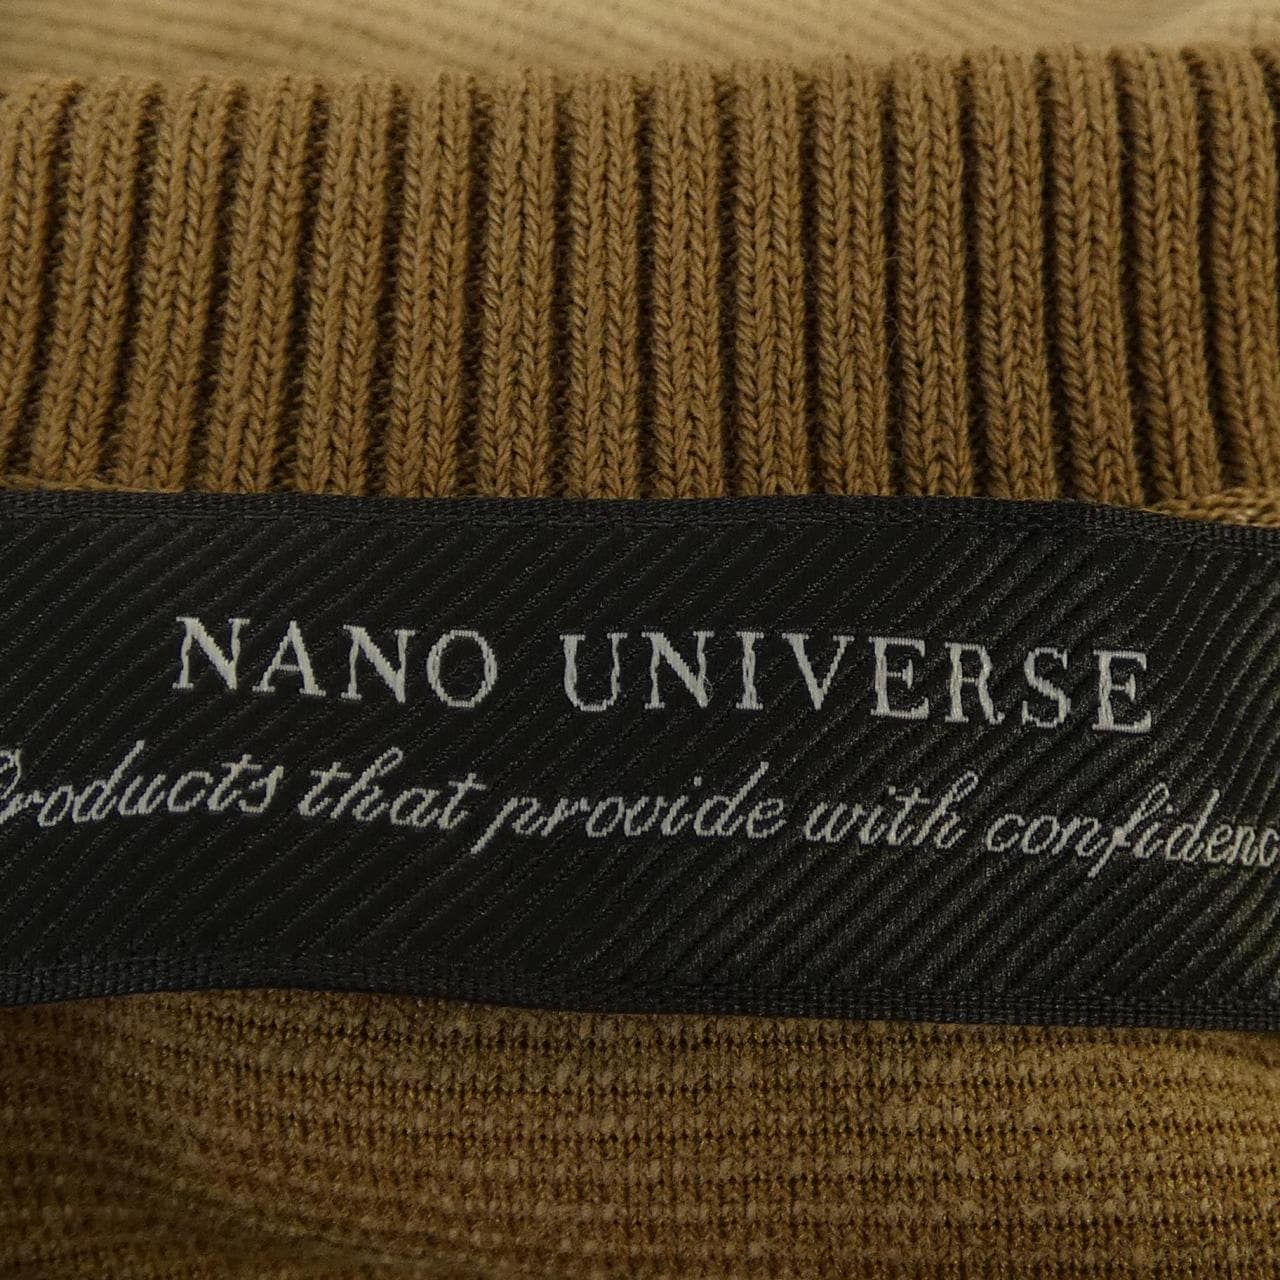 NANO UNIVERSE
Products that provide with confidenc